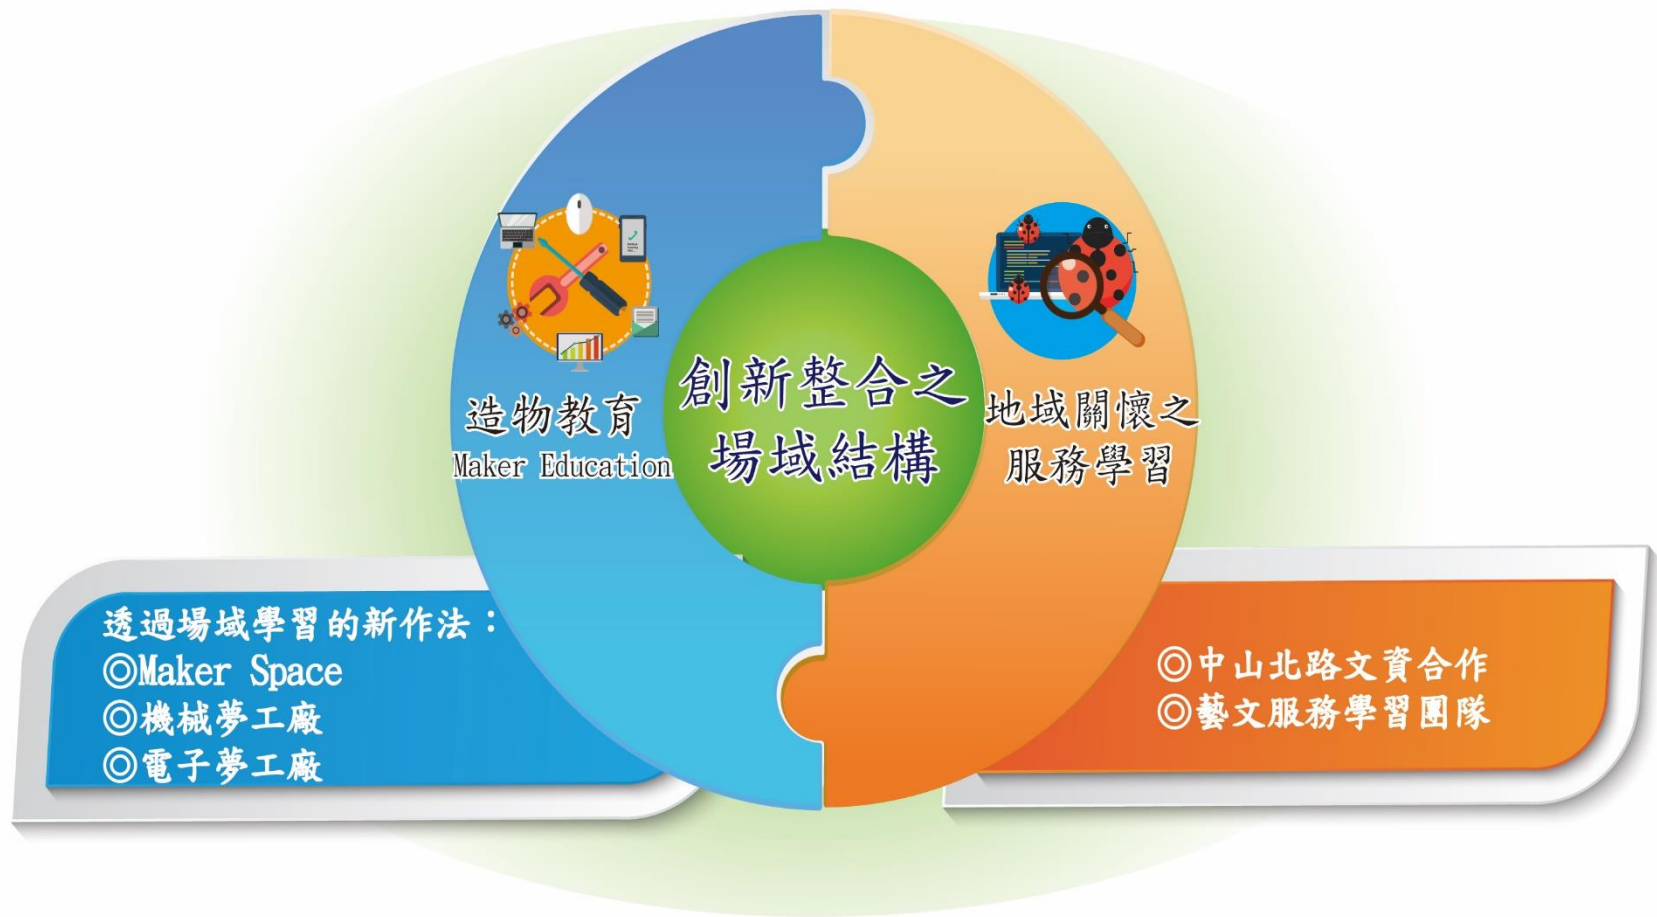 創新整合之
場域結構
造物教育
Maker Education
地域關懷之
服務學習
透過場域學習的新作法：
◎Maker Space
◎機械夢工廠
◎電子夢工廠
◎中山北路文資合作
◎藝文服務學習團隊